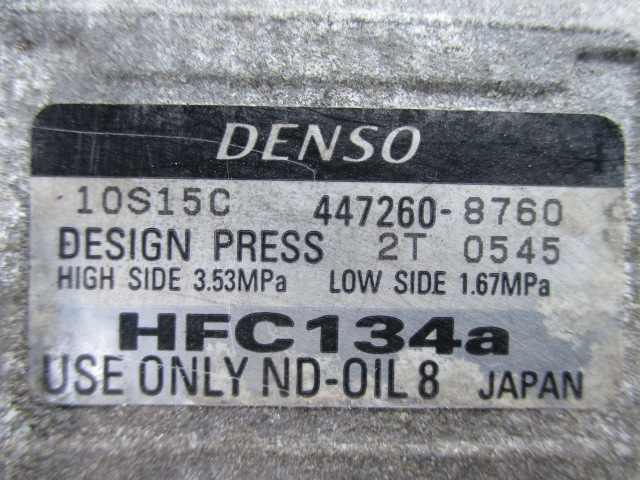 DENSO
10S15C 447260-8760
DESIGN PRESS 2T 0545
HIGH SIDE 3.53MPa LOW SIDE 1.67MPa
HFC134a
USE ONLY ND-OIL 8 JAPAN